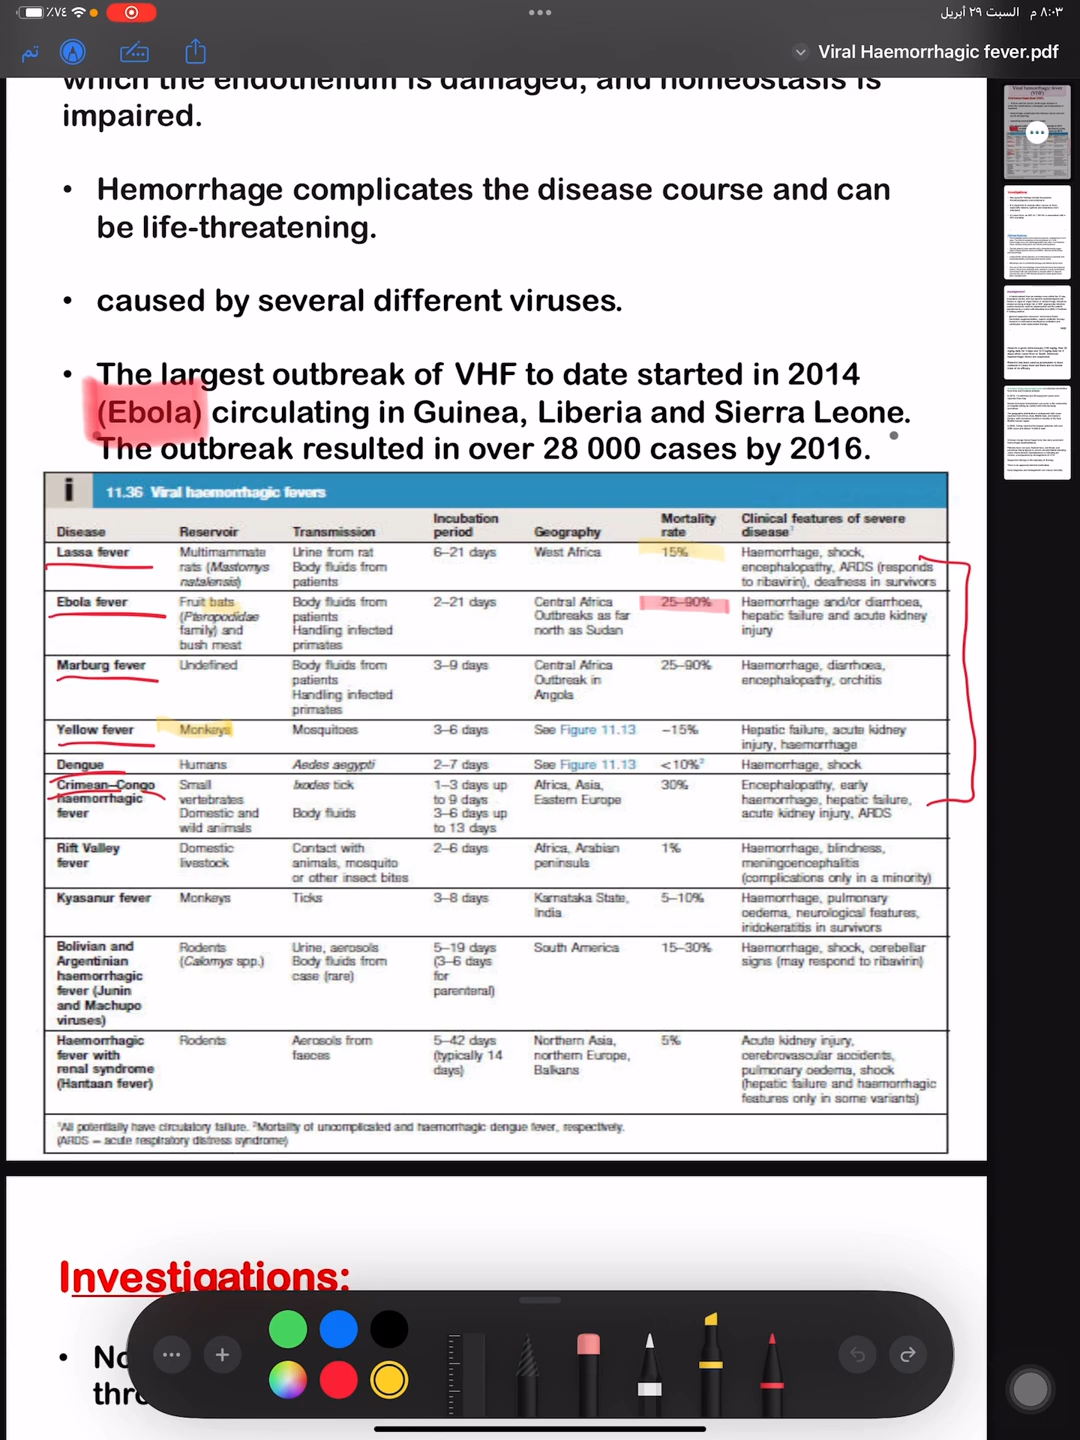 ٪٧٤
٨:٠٣ م السبت ٢٩ أبريل
تم
Viral Haemorrhagic fever.pdf
which the endothelium is damaged, and homeostasis is
impaired.
• Hemorrhage complicates the disease course and can
be life-threatening.
• caused by several different viruses.
• The largest outbreak of VHF to date started in 2014
(Ebola) circulating in Guinea, Liberia and Sierra Leone.
The outbreak resulted in over 28 000 cases by 2016.
i 11.36 Viral haemorrhagic fevers
Disease Reservoir Transmission Incubation period Geography Mortality rate Clinical features of severe disease¹
Lassa fever Multimammate rats (Mastomys natalensis) Urine from rat Body fluids from patients 6–21 days West Africa 15% Haemorrhage, shock, encephalopathy, ARDS (responds to ribavirin), deafness in survivors
Ebola fever Fruit bats (Pteropodidae family) and bush meat Body fluids from patients Handling infected primates 2–21 days Central Africa Outbreaks as far north as Sudan 25–90% Haemorrhage and/or diarrhoea, hepatic failure and acute kidney injury
Marburg fever Undefined Body fluids from patients Handling infected primates 3–9 days Central Africa Outbreak in Angola 25–90% Haemorrhage, diarrhoea, encephalopathy, orchitis
Yellow fever Monkeys Mosquitoes 3–6 days See Figure 11.13 ~15% Hepatic failure, acute kidney injury, haemorrhage
Dengue Humans Aedes aegypti 2–7 days See Figure 11.13 <10%² Haemorrhage, shock
Crimean–Congo haemorrhagic fever Small vertebrates Domestic and wild animals Ixodes tick Body fluids 1–3 days up to 9 days 3–6 days up to 13 days Africa, Asia, Eastern Europe 30% Encephalopathy, early haemorrhage, hepatic failure, acute kidney injury, ARDS
Rift Valley fever Domestic livestock Contact with animals, mosquito or other insect bites 2–6 days Africa, Arabian peninsula 1% Haemorrhage, blindness, meningoencephalitis (complications only in a minority)
Kyasanur fever Monkeys Ticks 3–8 days Karnataka State, India 5–10% Haemorrhage, pulmonary oedema, neurological features, iridokeratitis in survivors
Bolivian and Argentinian haemorrhagic fever (Junin and Machupo viruses) Rodents (Calomys spp.) Urine, aerosols Body fluids from case (rare) 5–19 days (3–6 days for parenteral) South America 15–30% Haemorrhage, shock, cerebellar signs (may respond to ribavirin)
Haemorrhagic fever with renal syndrome (Hantaan fever) Rodents Aerosols from faeces 5–42 days (typically 14 days) Northern Asia, northern Europe, Balkans 5% Acute kidney injury, cerebrovascular accidents, pulmonary oedema, shock (hepatic failure and haemorrhagic features only in some variants)
¹All potentially have circulatory failure. ²Mortality of uncomplicated and haemorrhagic dengue fever, respectively.
(ARDS = acute respiratory distress syndrome)
Investigations: